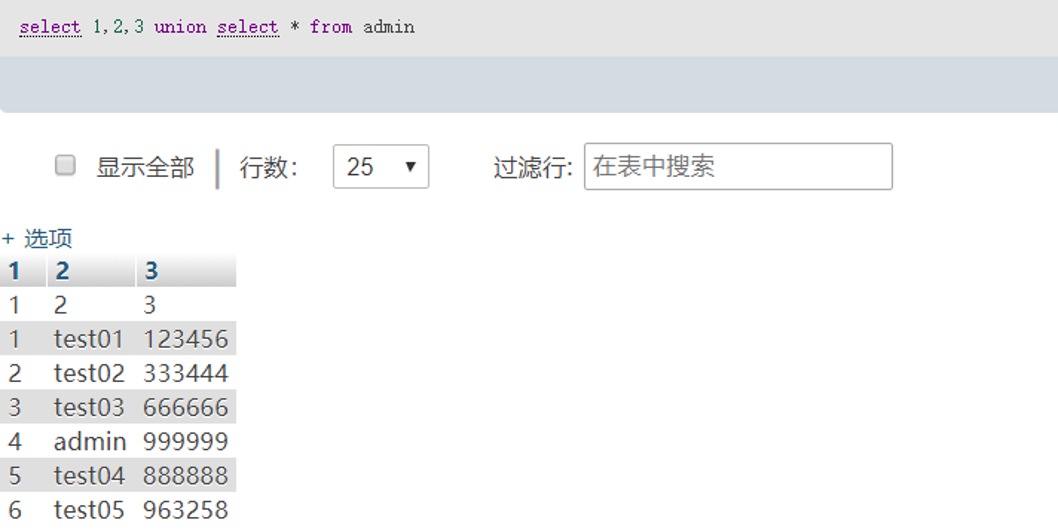 select 1,2,3 union select * from admin
显示全部 行数： 25 过滤行: 在表中搜索
+ 选项
1 2 3
1 2 3
1 test01 123456
2 test02 333444
3 test03 666666
4 admin 999999
5 test04 888888
6 test05 963258